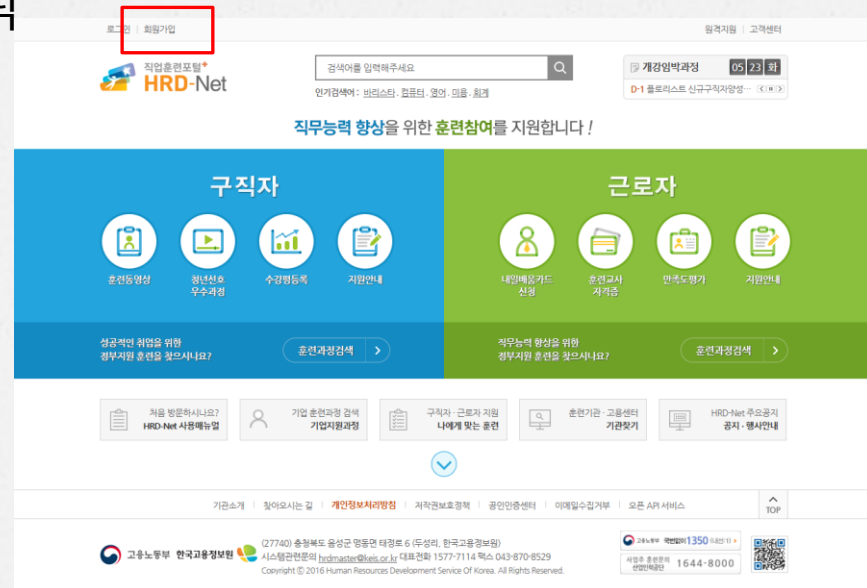 릭
로그인 | 회원가입
원격지원 | 고객센터
직업훈련포털+
HRD-Net
검색어를 입력해주세요
인기검색어 : 바리스타, 컴퓨터, 영어, 미용, 회계
개강임박과정 05 23 화
D-1 플로리스트 신규구직자양성…
직무능력 향상을 위한 훈련참여를 지원합니다 !
구직자
훈련동영상
청년선호
우수과정
수강평등록
지원안내
성공적인 취업을 위한
정부지원 훈련을 찾으시나요?
훈련과정검색 >
근로자
내일배움카드
신청
훈련교사
자격증
만족도평가
지원안내
직무능력 향상을 위한
정부지원 훈련을 찾으시나요?
훈련과정검색 >
처음 방문하시나요?
HRD-Net 사용매뉴얼
기업 훈련과정 검색
기업지원과정
구직자 · 근로자 지원
나에게 맞는 훈련
훈련기관 · 고용센터
기관찾기
HRD-Net 주요공지
공지 · 행사안내
기관소개 | 찾아오시는 길 | 개인정보처리방침 | 저작권보호정책 | 공인인증센터 | 이메일수집거부 | 오픈 API 서비스
TOP
고용노동부 한국고용정보원
(27740) 충청북도 음성군 맹동면 태정로 6 (두성리, 한국고용정보원)
시스템관련문의 hrdmaster@keis.or.kr 대표전화 1577-7114 팩스 043-870-8529
Copyright © 2016 Human Resources Development Service Of Korea. All Rights Reserved.
고용노동부 국번없이 1350 (내선:1)
사업주 훈련문의
산업인력공단 1644-8000